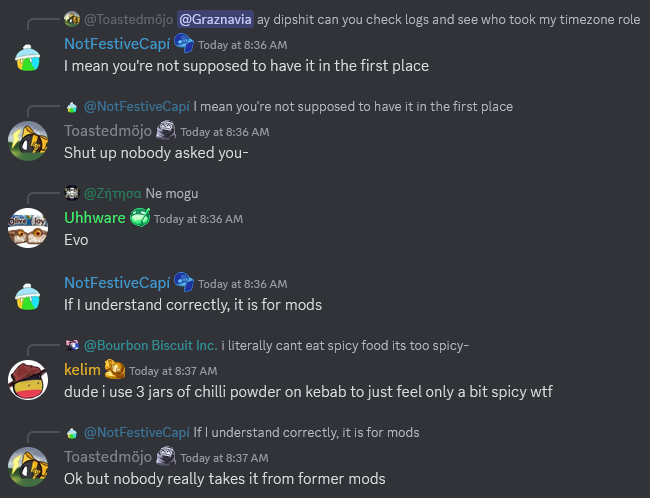 @Toastedmöjo @Graznavia ay dipshit can you check logs and see who took my timezone role
NotFestiveCapí Today at 8:36 AM
I mean you're not supposed to have it in the first place
@NotFestiveCapí I mean you're not supposed to have it in the first place
Toastedmöjo Today at 8:36 AM
Shut up nobody asked you-
@Ζήτησα Ne mogu
Uhhware Today at 8:36 AM
Evo
NotFestiveCapí Today at 8:36 AM
If I understand correctly, it is for mods
@Bourbon Biscuit Inc. i literally cant eat spicy food its too spicy-
kelim Today at 8:37 AM
dude i use 3 jars of chilli powder on kebab to just feel only a bit spicy wtf
@NotFestiveCapí If I understand correctly, it is for mods
Toastedmöjo Today at 8:37 AM
Ok but nobody really takes it from former mods